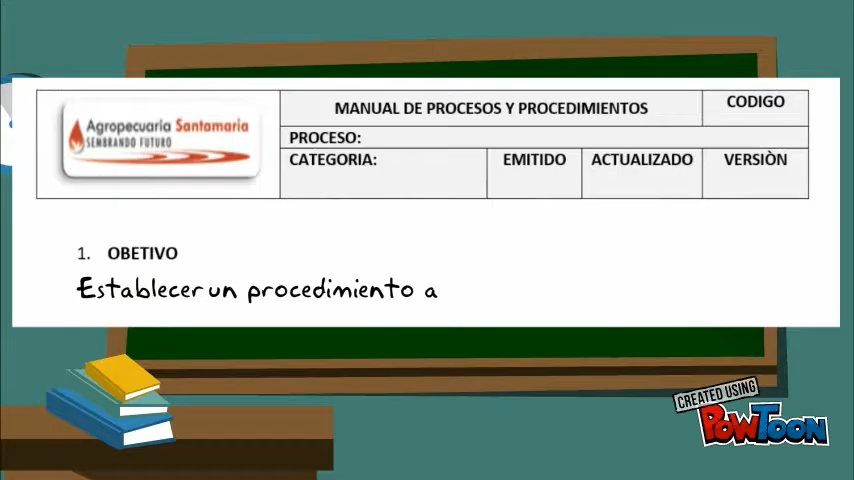 Agropecuaria Santamaria
SEMBRANDO FUTURO
MANUAL DE PROCESOS Y PROCEDIMIENTOS
CODIGO
PROCESO:
CATEGORIA:
EMITIDO
ACTUALIZADO
VERSIÒN
1. OBETIVO
Establecer un procedimiento a
CREATED USING
POWTOON